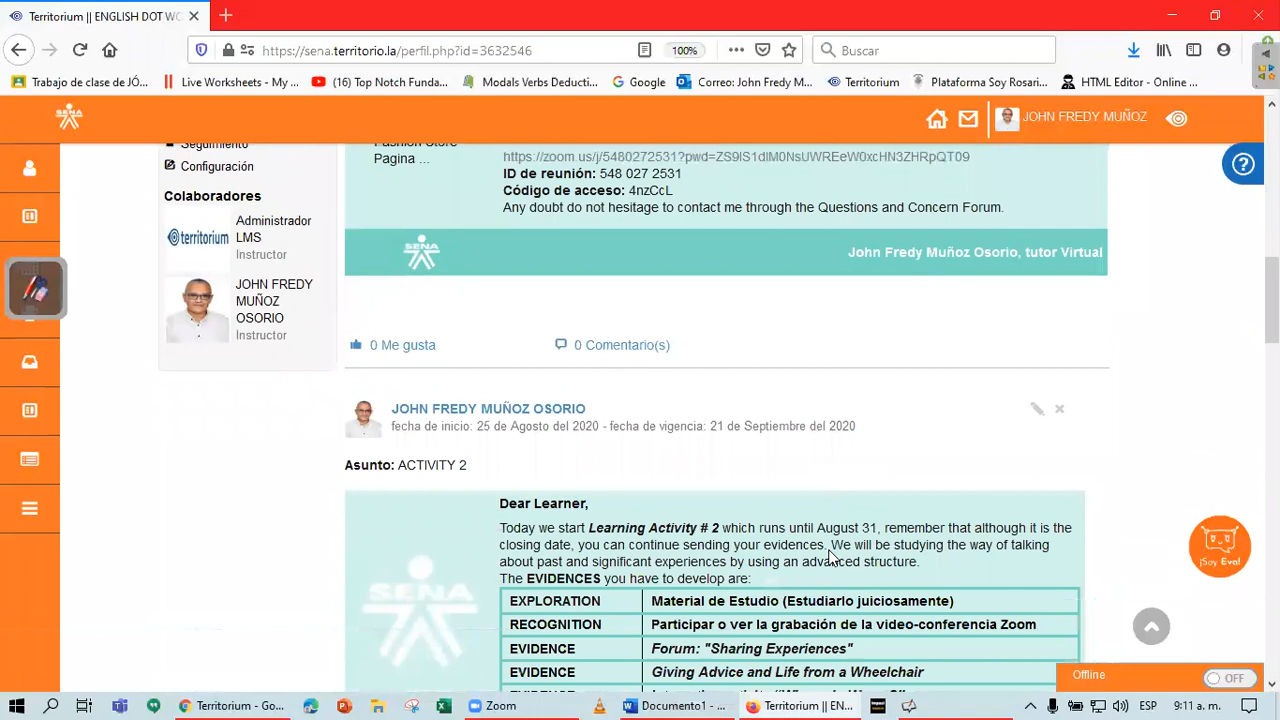 Territorium || ENGLISH DOT WO
https://sena.territorio.la/perfil.php?id=3632546
100%
Buscar
Trabajo de clase de JÓ...
Live Worksheets - My ...
(16) Top Notch Funda...
Modals Verbs Deducti...
Google
Correo: John Fredy M...
Territorium
Plataforma Soy Rosari...
HTML Editor - Online ...
SENA
JOHN FREDY MUÑOZ
Seguimiento
Configuración
Colaboradores
territorium
Administrador
LMS
Instructor
JOHN FREDY
MUÑOZ
OSORIO
Instructor
Fashion Store
Pagina ...
ID de reunión: 548 027 2531
Código de acceso: 4nzCcL
Any doubt do not hesitate to contact me through the Questions and Concern Forum.
SENA
John Fredy Muñoz Osorio, tutor Virtual
0 Me gusta
0 Comentario(s)
JOHN FREDY MUÑOZ OSORIO
fecha de inicio: 25 de Agosto del 2020 - fecha de vigencia: 21 de Septiembre del 2020
Asunto: ACTIVITY 2
SENA
Dear Learner,
Today we start Learning Activity # 2 which runs until August 31, remember that although it is the
closing date, you can continue sending your evidences. We will be studying the way of talking
about past and significant experiences by using an advanced structure.
The EVIDENCES you have to develop are:
EXPLORATION Material de Estudio (Estudiarlo juiciosamente)
RECOGNITION Participar o ver la grabación de la video-conferencia Zoom
EVIDENCE Forum: "Sharing Experiences"
EVIDENCE Giving Advice and Life from a Wheelchair
¡Soy Eva!
Offline
OFF
Territorium - Go...
Zoom
Documento1 - ...
Territorium || EN...
ESP
9:11 a. m.